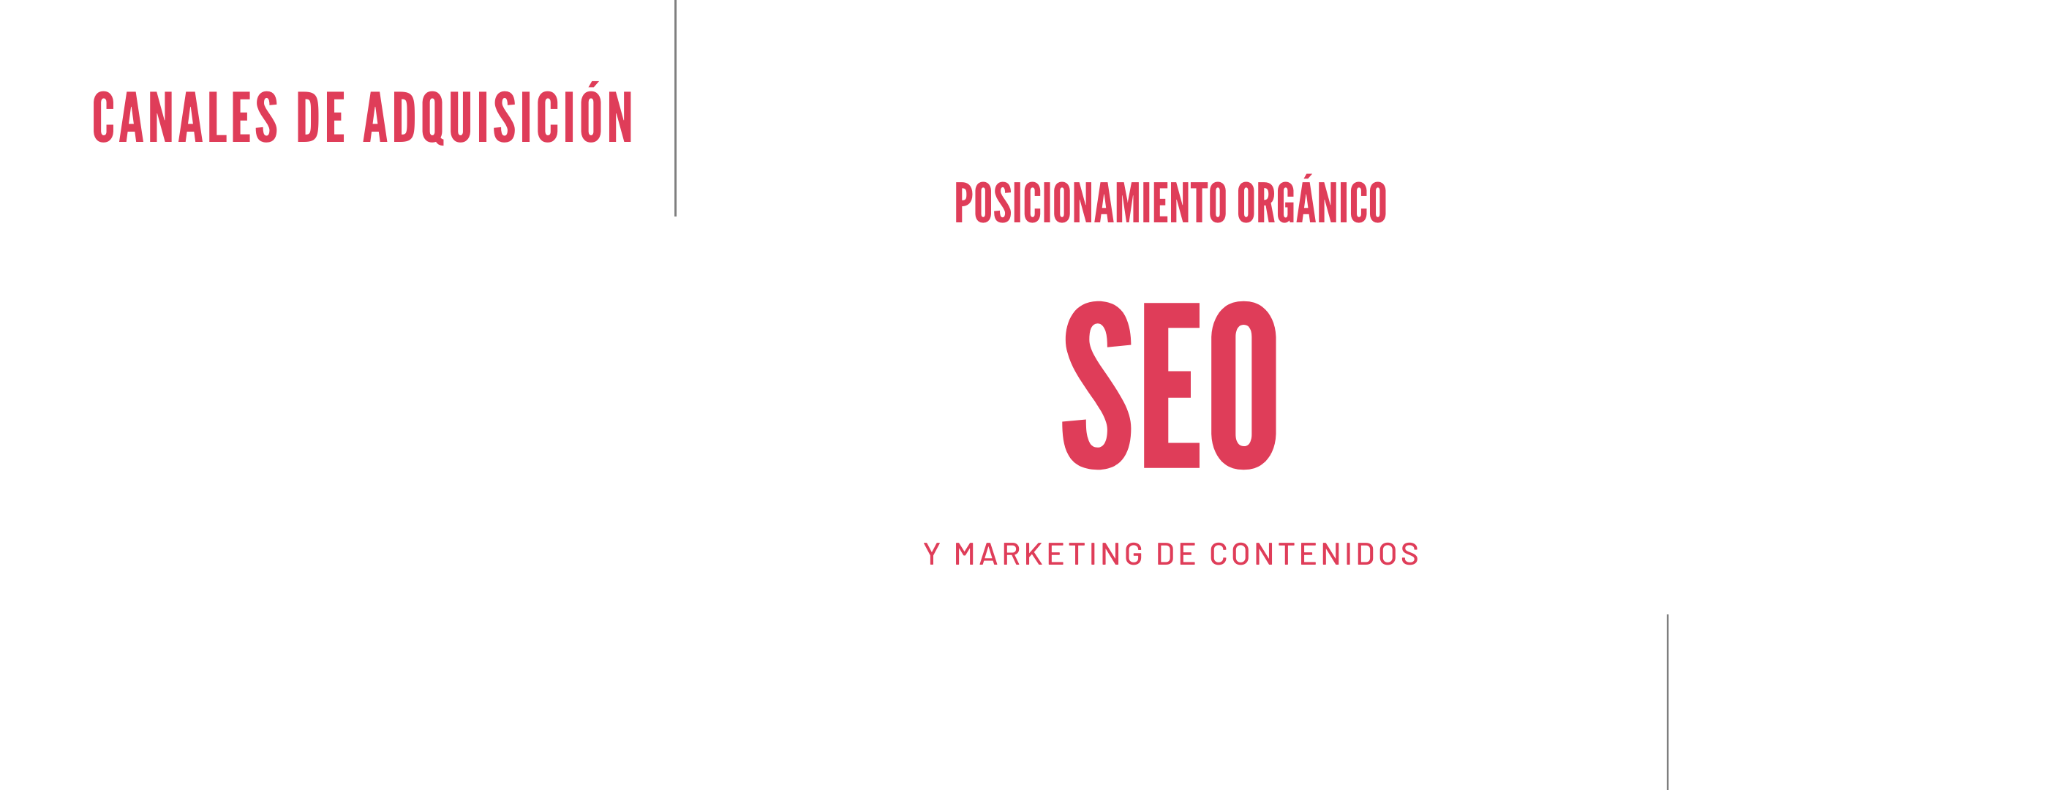 CANALES DE ADQUISICIÓN
POSICIONAMIENTO ORGÁNICO
SEO
Y MARKETING DE CONTENIDOS